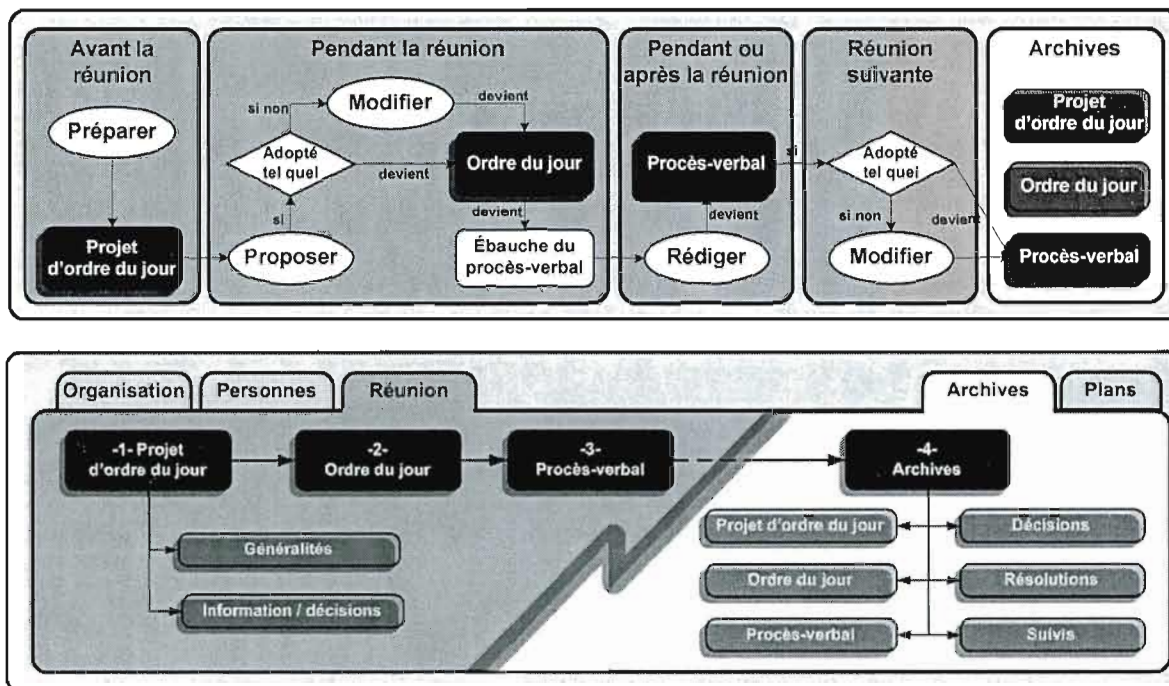 Avant la
réunion
Préparer
Projet
d'ordre du jour
Pendant la réunion
si non
Modifier
devient
Adopté
tel quel
devient
Ordre du jour
si
devient
Proposer
Ébauche du
procès-verbal
Pendant ou
après la réunion
Procès-verbal
si
devient
Rédiger
Réunion
suivante
Adopté
tel quel
si non
devient
Modifier
Archives
Projet
d'ordre du jour
Ordre du jour
Procès-verbal
Organisation
Personnes
Réunion
Archives
Plans
-1- Projet
d'ordre du jour
-2-
Ordre du jour
-3-
Procès-verbal
-4-
Archives
Généralités
Information / décisions
Projet d'ordre du jour
Décisions
Ordre du jour
Résolutions
Procès-verbal
Suivis